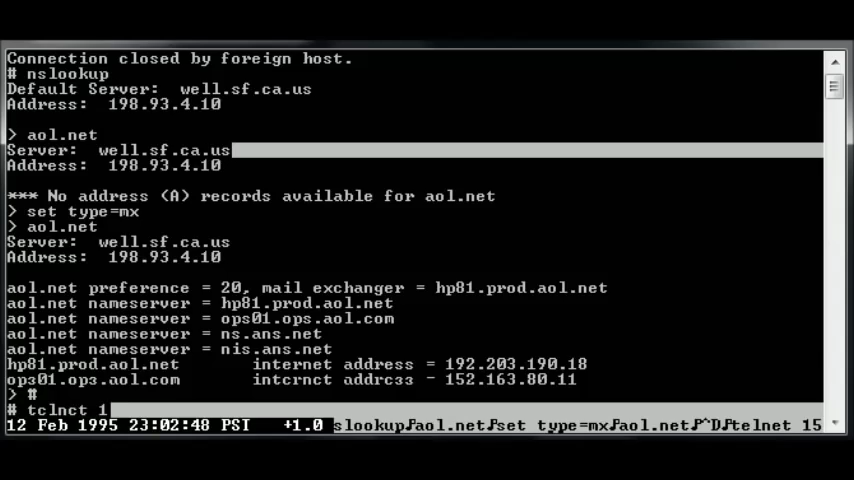 Connection closed by foreign host.
# nslookup
Default Server:  well.sf.ca.us
Address:  198.93.4.10
> aol.net
Server:  well.sf.ca.us
Address:  198.93.4.10
*** No address (A) records available for aol.net
> set type=mx
> aol.net
Server:  well.sf.ca.us
Address:  198.93.4.10
aol.net preference = 20, mail exchanger = hp81.prod.aol.net
aol.net nameserver = hp81.prod.aol.net
aol.net nameserver = ops01.ops.aol.com
aol.net nameserver = ns.ans.net
aol.net nameserver = nis.ans.net
hp81.prod.aol.net internet address = 192.203.190.18
ops01.ops.aol.com internet address = 152.163.80.11
> #
# telnet 1
12 Feb 1995 23:02:48 PST +1.0 slookup♪aol.net♪set type=mx♪aol.net♪^D♪telnet 15